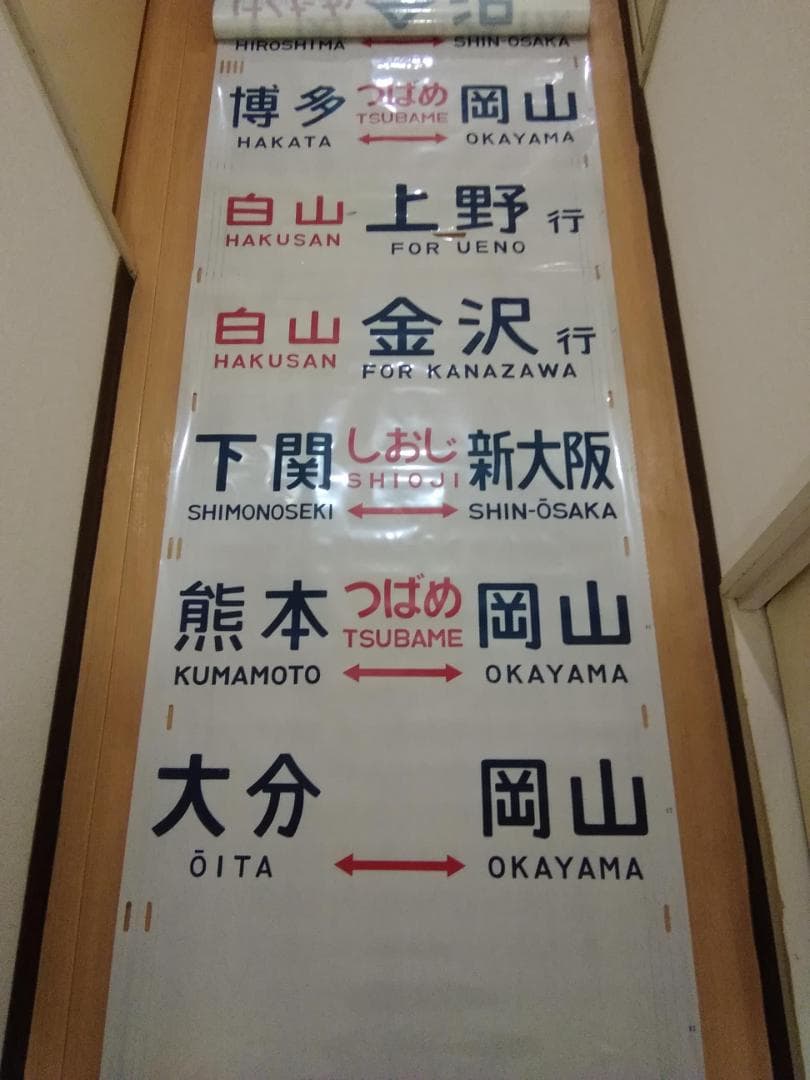 HIROSHIMA SHIN-OSAKA
博多 つばめ 岡山
HAKATA TSUBAME OKAYAMA
白山 上野 行
HAKUSAN FOR UENO
白山 金沢 行
HAKUSAN FOR KANAZAWA
下関 しおじ 新大阪
SHIMONOSEKI SHIOJI SHIN-ŌSAKA
熊本 つばめ 岡山
KUMAMOTO TSUBAME OKAYAMA
大分 岡山
ŌITA OKAYAMA